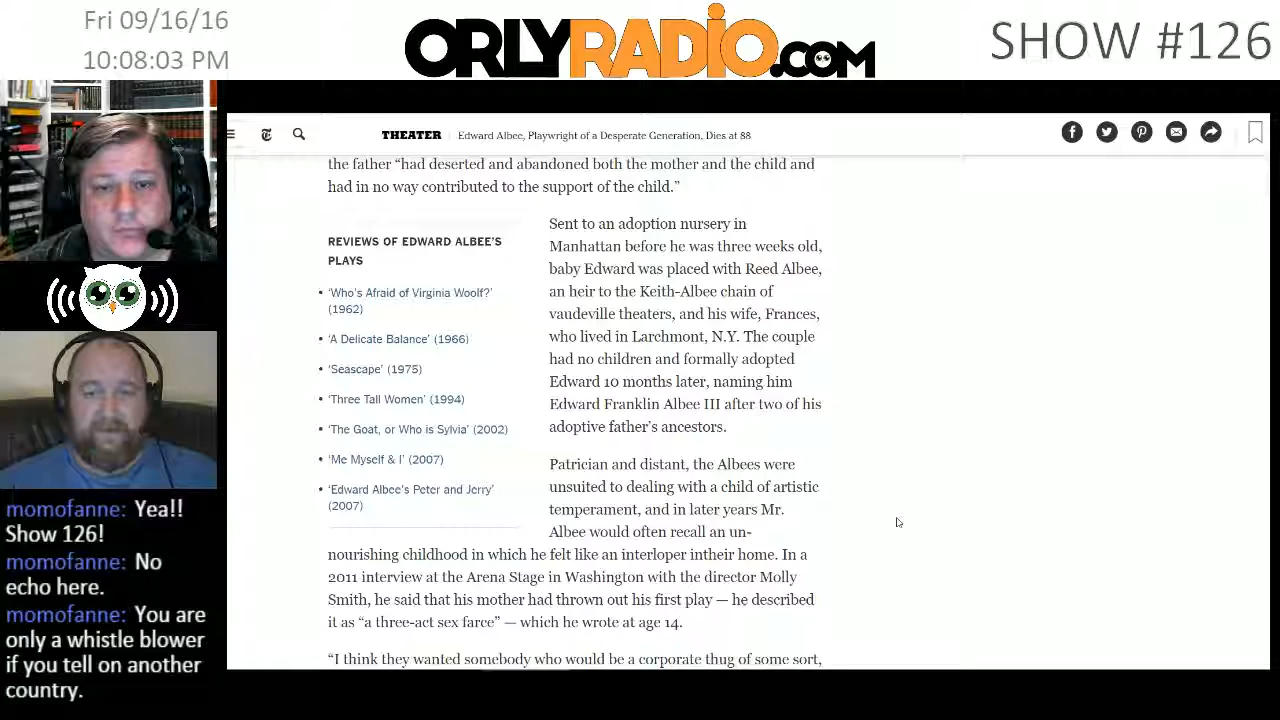 Fri 09/16/16
10:08:03 PM
ORLYRADIO.COM
SHOW #126
THEATER Edward Albee, Playwright of a Desperate Generation, Dies at 88
the father “had deserted and abandoned both the mother and the child and
had in no way contributed to the support of the child.”
REVIEWS OF EDWARD ALBEE’S
PLAYS
• ‘Who’s Afraid of Virginia Woolf?’
(1962)
• ‘A Delicate Balance’ (1966)
• ‘Seascape’ (1975)
• ‘Three Tall Women’ (1994)
• ‘The Goat, or Who is Sylvia’ (2002)
• ‘Me Myself & I’ (2007)
• ‘Edward Albee’s Peter and Jerry’
(2007)
Sent to an adoption nursery in
Manhattan before he was three weeks old,
baby Edward was placed with Reed Albee,
an heir to the Keith-Albee chain of
vaudeville theaters, and his wife, Frances,
who lived in Larchmont, N.Y. The couple
had no children and formally adopted
Edward 10 months later, naming him
Edward Franklin Albee III after two of his
adoptive father’s ancestors.
Patrician and distant, the Albees were
unsuited to dealing with a child of artistic
temperament, and in later years Mr.
Albee would often recall an un-
nourishing childhood in which he felt like an interloper intheir home. In a
2011 interview at the Arena Stage in Washington with the director Molly
Smith, he said that his mother had thrown out his first play — he described
it as “a three-act sex farce” — which he wrote at age 14.
“I think they wanted somebody who would be a corporate thug of some sort,
momofanne: Yea!!
Show 126!
momofanne: No
echo here.
momofanne: You are
only a whistle blower
if you tell on another
country.